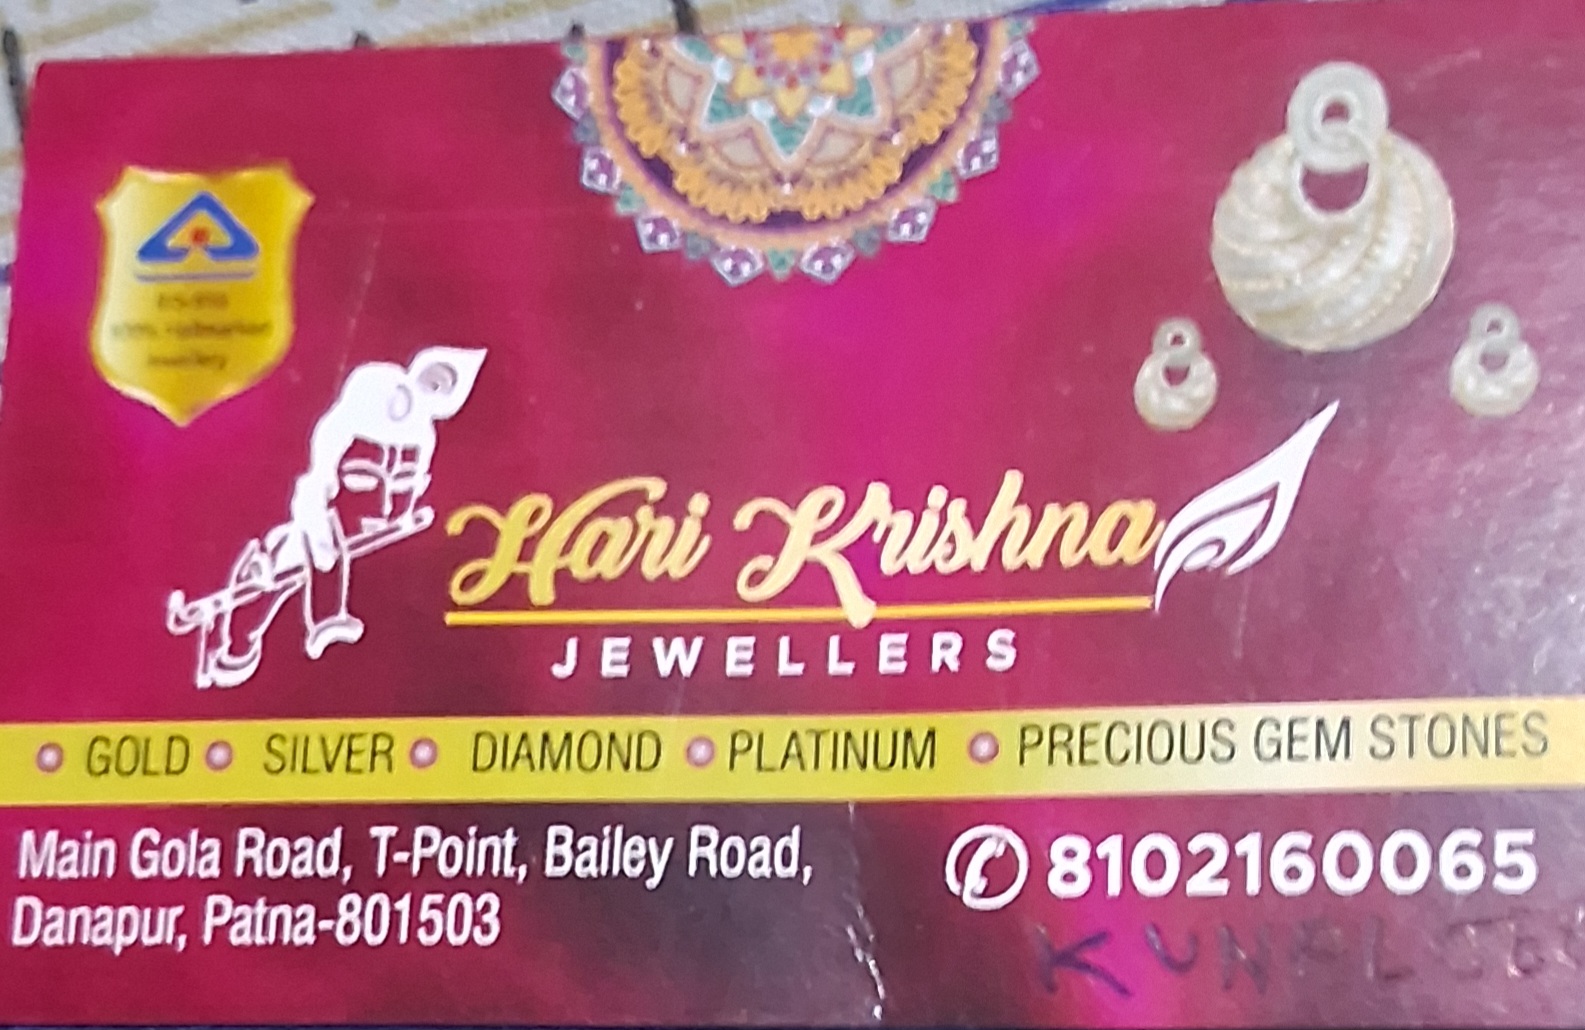 Hari Krishna
JEWELLERS
GOLD SILVER DIAMOND PLATINUM PRECIOUS GEM STONES
Main Gola Road, T-Point, Bailey Road,
Danapur, Patna-801503
8102160065